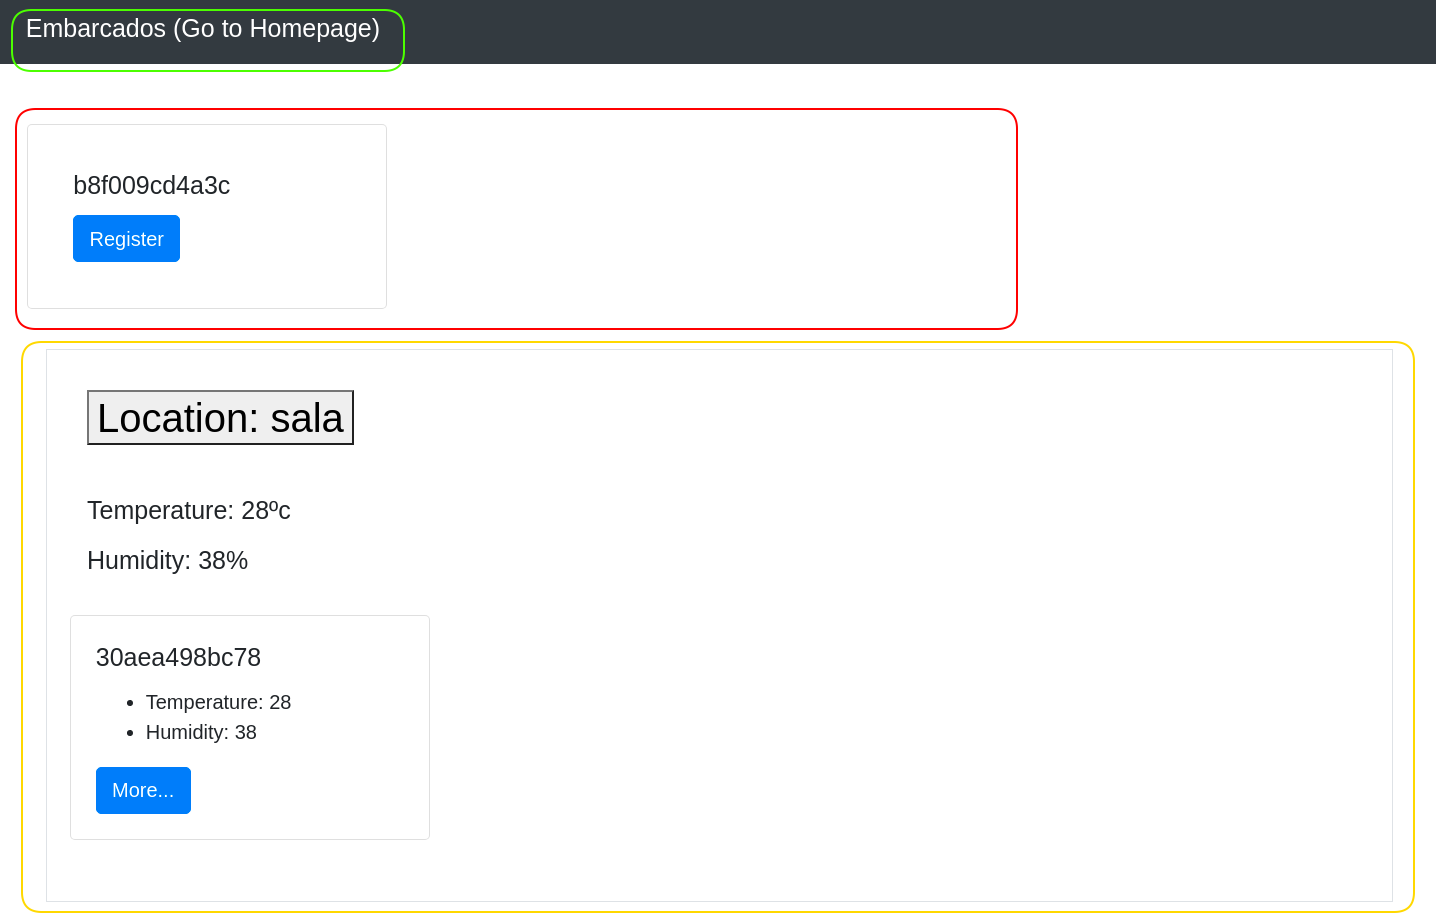 Embarcados (Go to Homepage)
b8f009cd4a3c
Register
Location: sala
Temperature: 28ºc
Humidity: 38%
30aea498bc78
Temperature: 28
Humidity: 38
More...